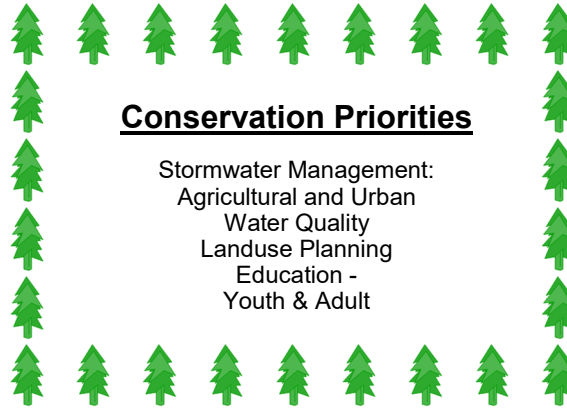 Conservation Priorities
Stormwater Management:
Agricultural and Urban
Water Quality
Landuse Planning
Education -
Youth & Adult